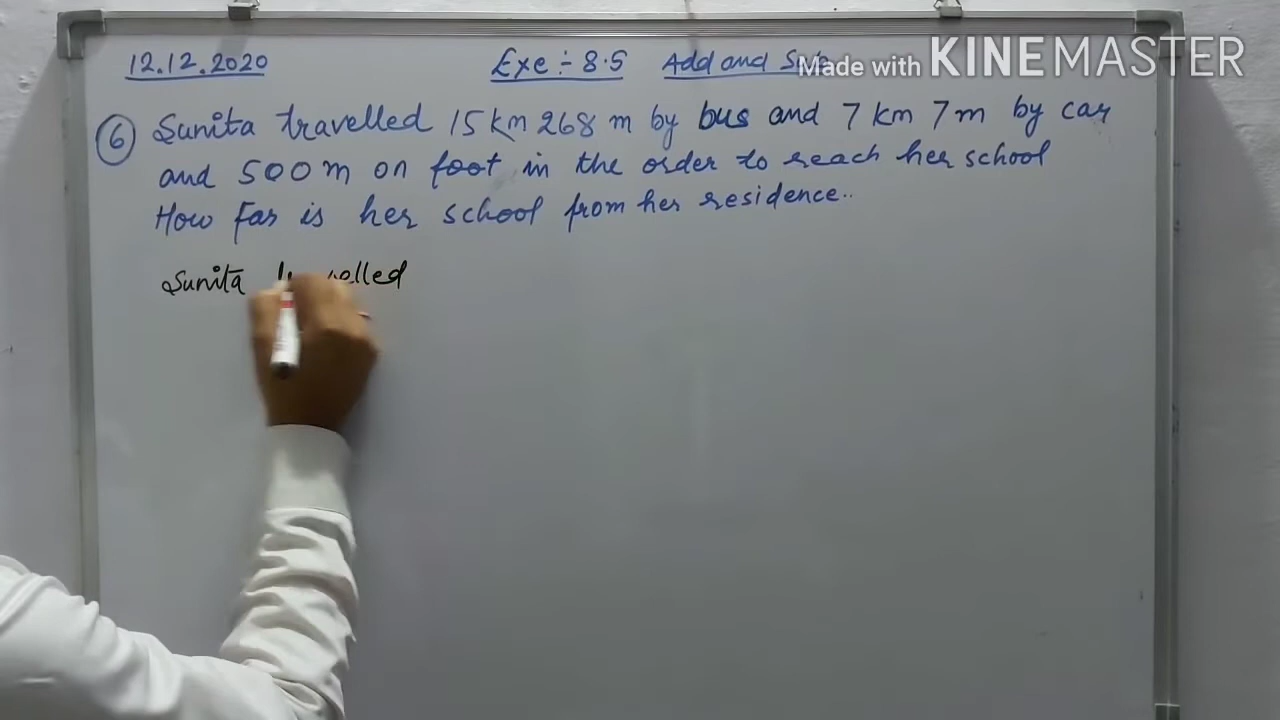 12.12.2020 Exe ÷ 8.5 Add and Made with KINEMASTER
6 Sunita travelled 15 km 268 m by bus and 7 km 7 m by car
and 500 m on foot in the order to reach her school
How far is her school from her residence..
Sunita